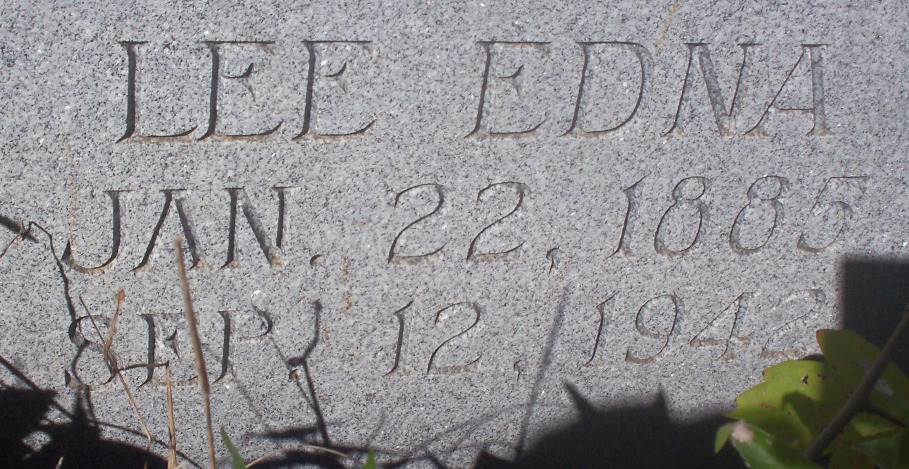 LEE EDNA
JAN. 22, 1885
SEP. 12, 1942